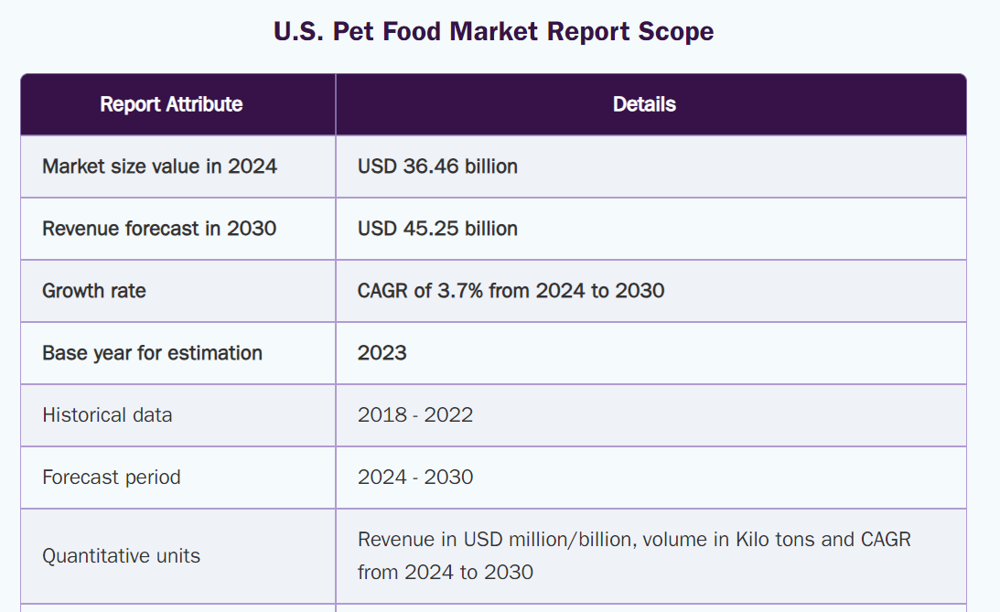 U.S. Pet Food Market Report Scope
Report Attribute
Details
Market size value in 2024
USD 36.46 billion
Revenue forecast in 2030
USD 45.25 billion
Growth rate
CAGR of 3.7% from 2024 to 2030
Base year for estimation
2023
Historical data
2018 - 2022
Forecast period
2024 - 2030
Quantitative units
Revenue in USD million/billion, volume in Kilo tons and CAGR
from 2024 to 2030